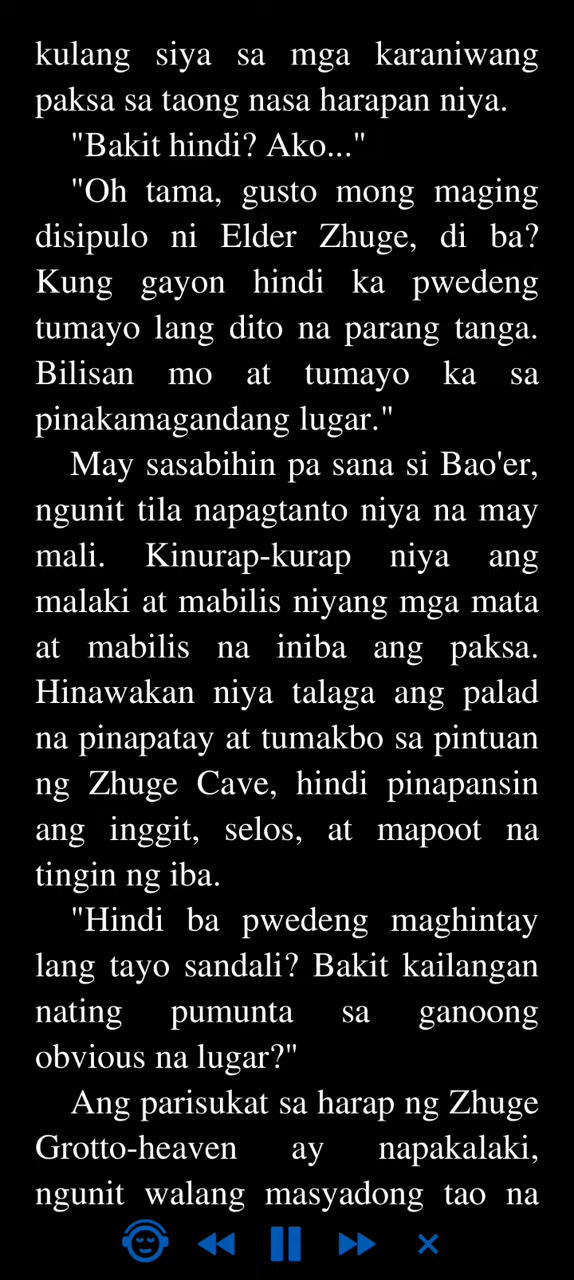 kulang siya sa mga karaniwang
paksa sa taong nasa harapan niya.
"Bakit hindi? Ako..."
"Oh tama, gusto mong maging
disipulo ni Elder Zhuge, di ba?
Kung gayon hindi ka pwedeng
tumayo lang dito na parang tanga.
Bilisan mo at tumayo ka sa
pinakamagandang lugar."
May sasabihin pa sana si Bao'er,
ngunit tila napagtanto niya na may
mali. Kinurap-kurap niya ang
malaki at mabilis niyang mga mata
at mabilis na iniba ang paksa.
Hinawakan niya talaga ang palad
na pinapatay at tumakbo sa pintuan
ng Zhuge Cave, hindi pinapansin
ang inggit, selos, at mapoot na
tingin ng iba.
"Hindi ba pwedeng maghintay
lang tayo sandali? Bakit kailangan
nating pumunta sa ganoong
obvious na lugar?"
Ang parisukat sa harap ng Zhuge
Grotto-heaven ay napakalaki,
ngunit walang masyadong tao na